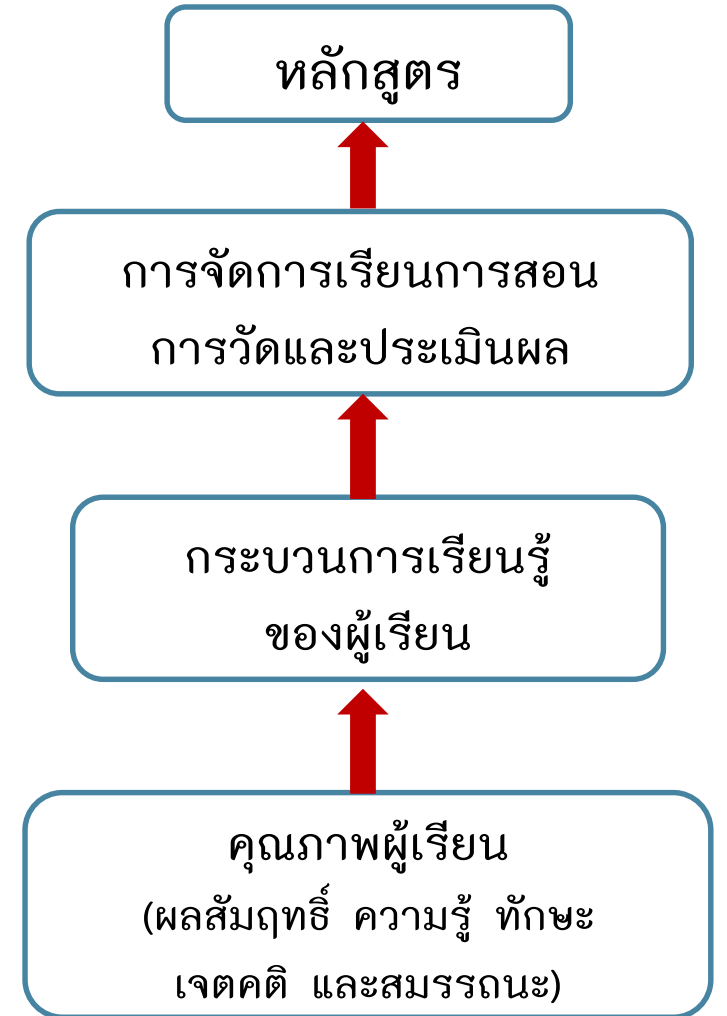 หลักสูตร
การจัดการเรียนการสอน
การวัดและประเมินผล
กระบวนการเรียนรู้
ของผู้เรียน
คุณภาพผู้เรียน
(ผลสัมฤทธิ์ ความรู้ ทักษะ
เจตคติ และสมรรถนะ)